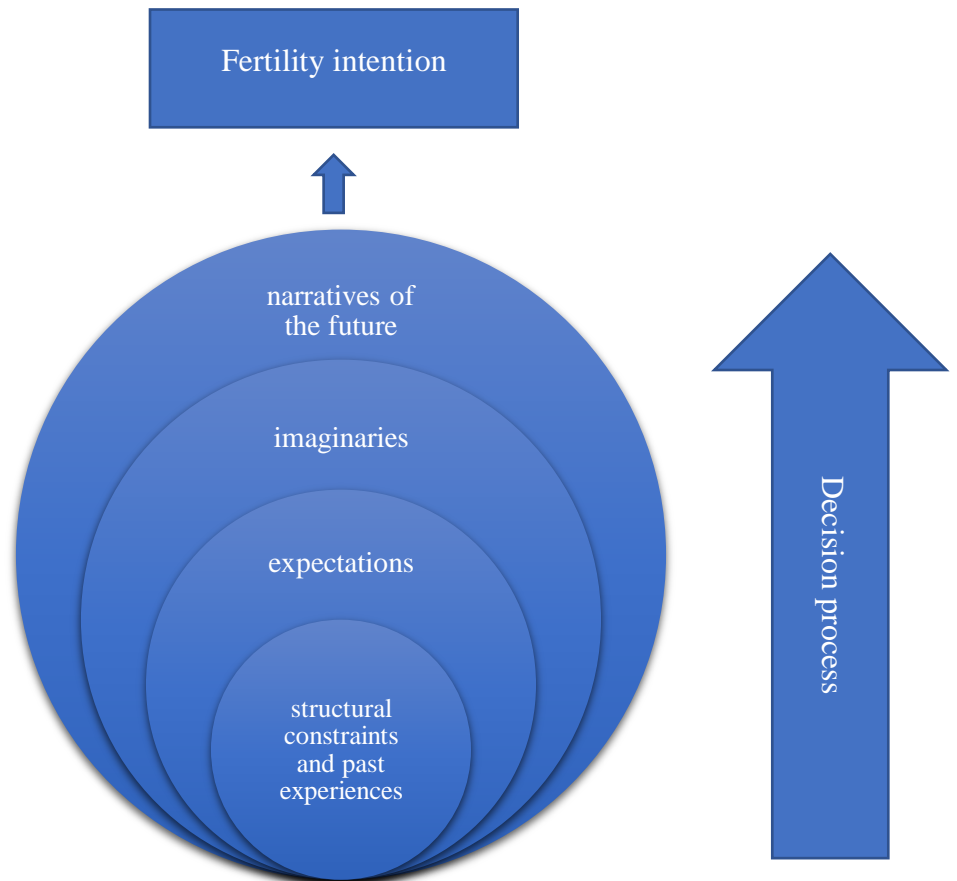 Fertility intention
narratives of
the future
imaginaries
expectations
structural
constraints
and past
experiences
Decision process